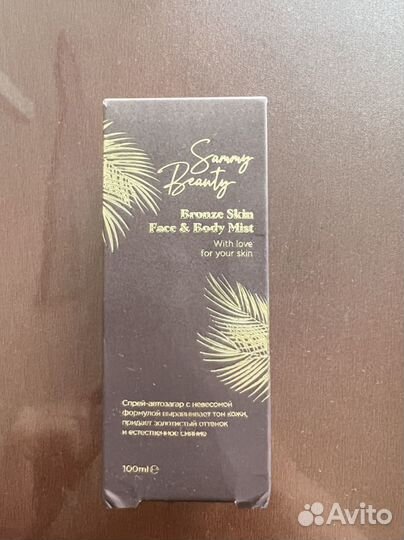 Sammy
Beauty
Bronze Skin
Face & Body Mist
With love
for your skin
Спрей-автозагар с невесомой
формулой выравнивает тон кожи,
придает золотистый оттенок
и естественное сияние
100ml℮
Avito